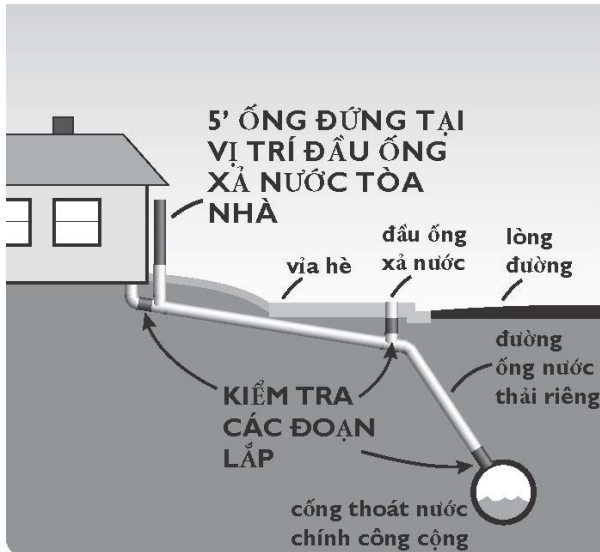 5' ỐNG ĐỨNG TẠI
VỊ TRÍ ĐẦU ỐNG
XẢ NƯỚC TÒA
NHÀ
vỉa hè
đầu ống
xả nước
lòng
đường
đường
ống nước
thải riêng
KIỂM TRA
CÁC ĐOẠN
LẮP
cống thoát nước
chính công cộng